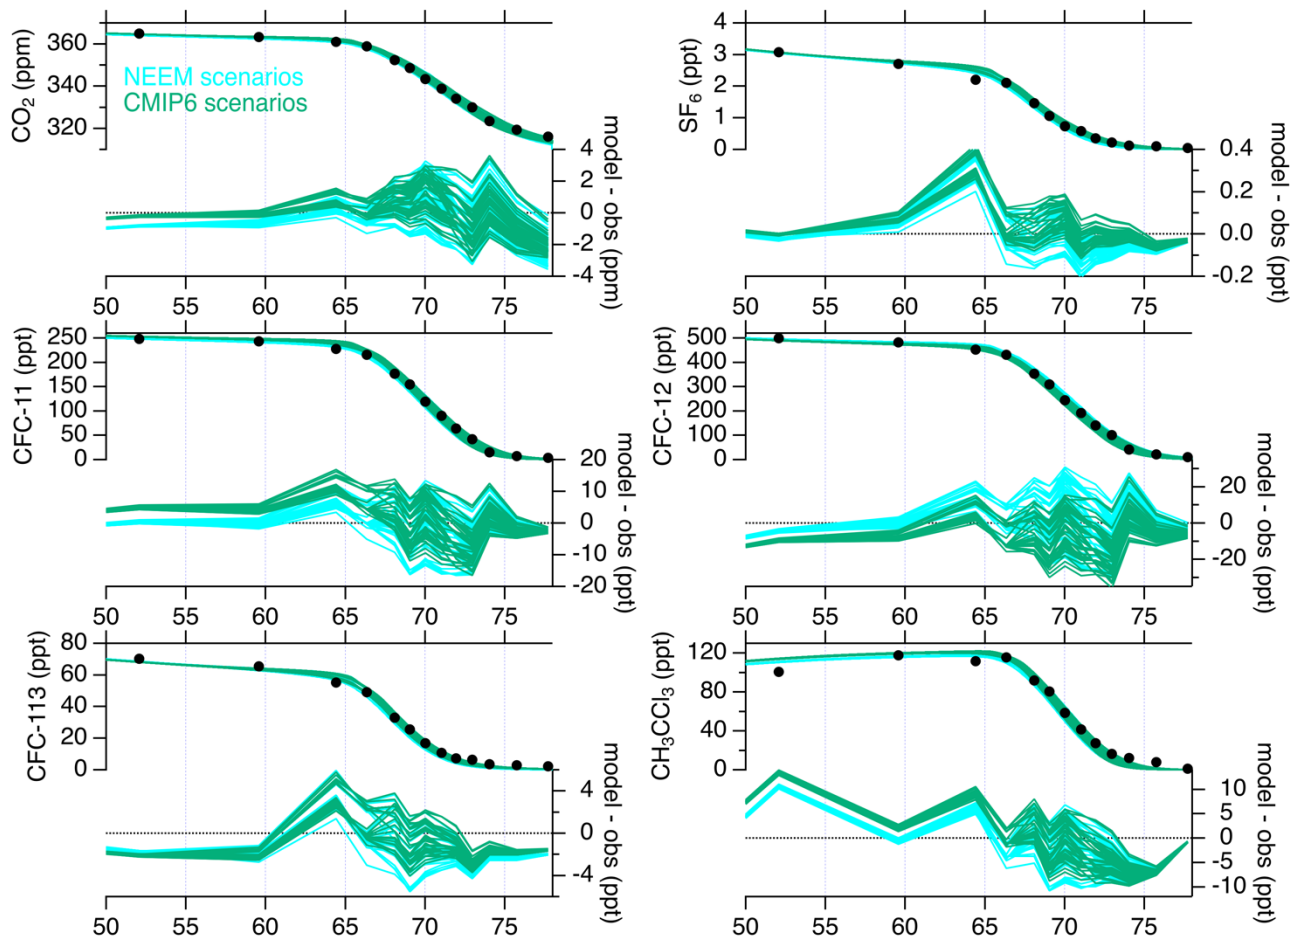 CO2 (ppm)
360
340
320
NEEM scenarios
CMIP6 scenarios
4
2
0
-2
-4
model - obs (ppm)
50 55 60 65 70 75
SF6 (ppt)
4
3
2
1
0
0.4
0.2
0.0
-0.2
model - obs (ppt)
50 55 60 65 70 75
CFC-11 (ppt)
250
200
150
100
50
0
20
10
0
-10
-20
model - obs (ppt)
50 55 60 65 70 75
CFC-12 (ppt)
500
400
300
200
100
0
20
0
-20
model - obs (ppt)
50 55 60 65 70 75
CFC-113 (ppt)
80
60
40
20
0
4
0
-4
model - obs (ppt)
50 55 60 65 70 75
CH3CCl3 (ppt)
120
80
40
0
10
5
0
-5
-10
model - obs (ppt)
50 55 60 65 70 75